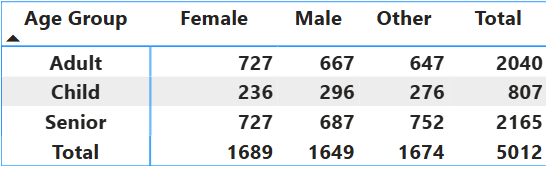 Age Group Female Male Other Total
Adult 727 667 647 2040
Child 236 296 276 807
Senior 727 687 752 2165
Total 1689 1649 1674 5012